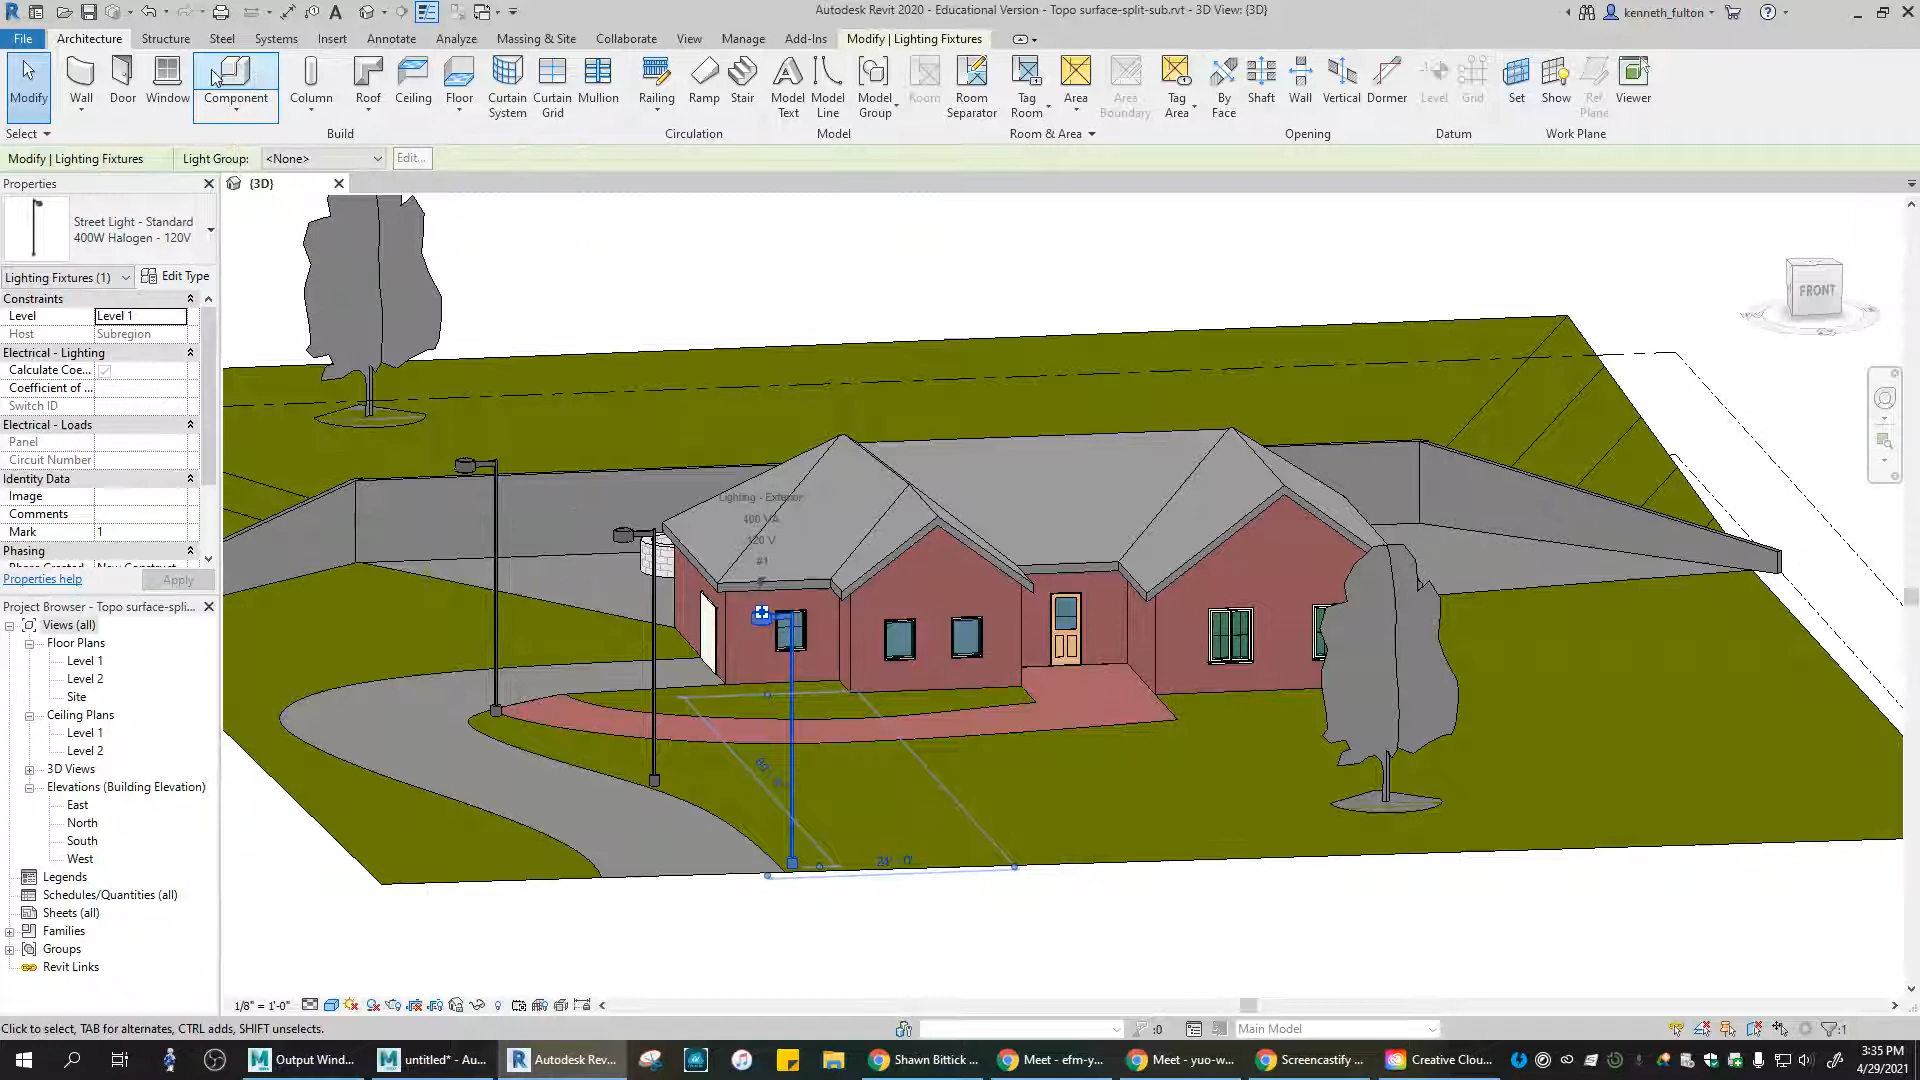 Autodesk Revit 2020 - Educational Version - Topo surface-split-sub.rvt - 3D View: {3D}
kenneth_fulton
File Architecture Structure Steel Systems Insert Annotate Analyze Massing & Site Collaborate View Manage Add-Ins Modify | Lighting Fixtures
Modify Wall Door Window Component Column Roof Ceiling Floor Curtain System Curtain Grid Mullion Railing Ramp Stair Model Text Model Line Model Group Room Room Separator Tag Room Area Area Boundary Tag Area By Face Shaft Wall Vertical Dormer Level Grid Set Show Ref Plane Viewer
Select Build Circulation Model Room & Area Opening Datum Work Plane
Modify | Lighting Fixtures Light Group: <None> Edit...
Properties
{3D}
Street Light - Standard
400W Halogen - 120V
Lighting Fixtures (1) Edit Type
Constraints
Level Level 1
Host Subregion
Electrical - Lighting
Calculate Coe...
Coefficient of ...
Switch ID
Electrical - Loads
Panel
Circuit Number
Identity Data
Image
Comments
Mark 1
Phasing
Properties help Apply
Project Browser - Topo surface-spli...
Views (all)
Floor Plans
Level 1
Level 2
Site
Ceiling Plans
Level 1
Level 2
3D Views
Elevations (Building Elevation)
East
North
South
West
Legends
Schedules/Quantities (all)
Sheets (all)
Families
Groups
Revit Links
FRONT
Lighting - Exterior
400 VA
120 V
#1
24' 0"
1/8" = 1'-0"
Click to select, TAB for alternates, CTRL adds, SHIFT unselects.
:0
Main Model
:1
Output Wind... untitled* - Au... Autodesk Rev... Shawn Bittick ... Meet - efm-y... Meet - yuo-w... Screencastify ... Creative Clou...
3:35 PM
4/29/2021